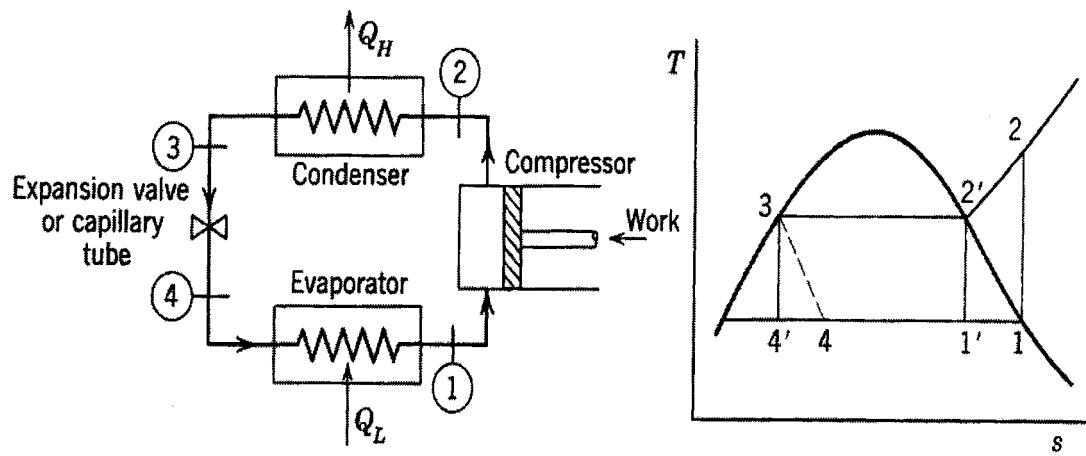 Q_H
2
3
Condenser
Compressor
Expansion valve
or capillary
tube
Work
Evaporator
4
1
Q_L
T
2
3
2'
4'
4
1'
1
s